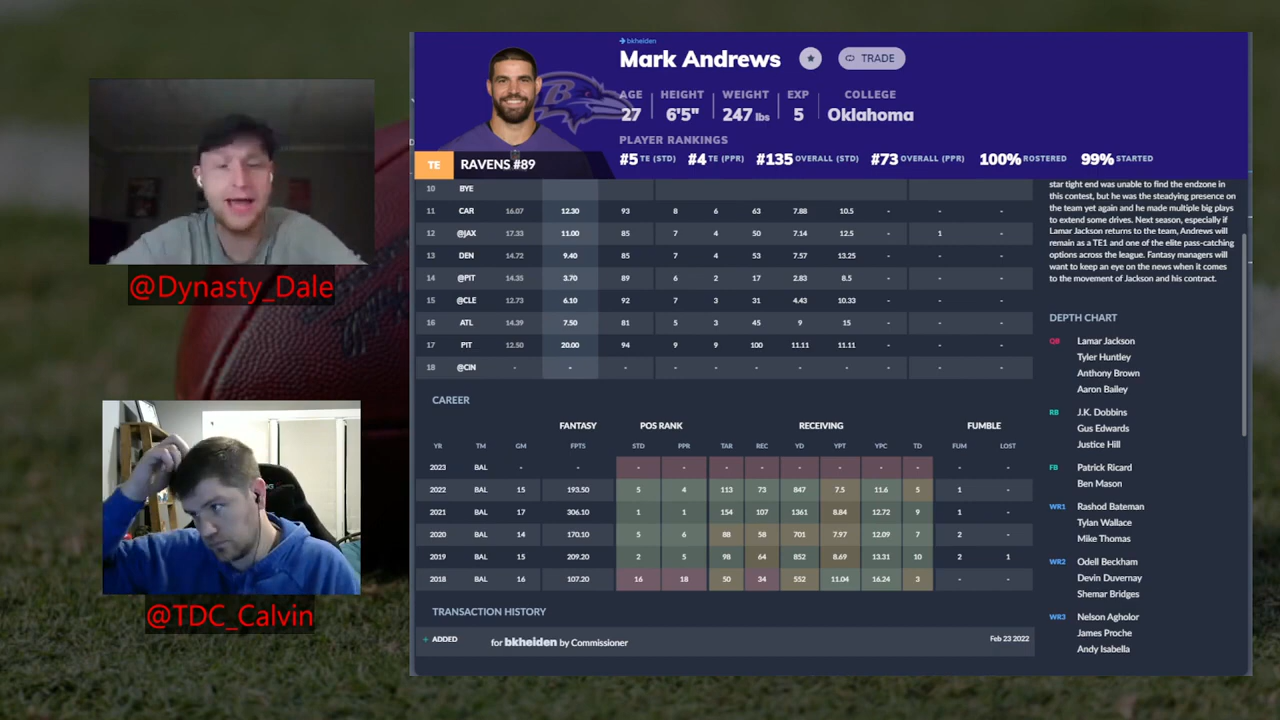 @Dynasty_Dale
@TDC_Calvin
bkheiden
Mark Andrews
TRADE
AGE HEIGHT WEIGHT EXP COLLEGE
27 6'5" 247 lbs 5 Oklahoma
PLAYER RANKINGS
#5 TE (STD) #4 TE (PPR) #135 OVERALL (STD) #73 OVERALL (PPR) 100% ROSTERED 99% STARTED
TE RAVENS #89
10 BYE
11 CAR 16.07 12.30 93 8 6 63 7.88 10.5 - - -
12 @JAX 17.33 11.00 85 7 4 50 7.14 12.5 - 1 -
13 DEN 14.72 9.40 85 7 4 53 7.57 13.25 - - -
14 @PIT 14.35 3.70 89 6 2 17 2.83 8.5 - - -
15 @CLE 12.73 6.10 92 7 3 31 4.43 10.33 - - -
16 ATL 14.39 7.50 81 5 3 45 9 15 - - -
17 PIT 12.50 20.00 94 9 9 100 11.11 11.11 - - -
18 @CIN - - - - - - - - - - -
CAREER
FANTASY POS RANK RECEIVING FUMBLE
YR TM GM FPTS STD PPR TAR REC YD YPT YPC TD FUM LOST
2023 BAL - - - - - - - - - - - -
2022 BAL 15 193.50 5 4 113 73 847 7.5 11.6 5 1 -
2021 BAL 17 306.10 1 1 154 107 1361 8.84 12.72 9 1 -
2020 BAL 14 170.10 5 6 88 58 701 7.97 12.09 7 2 -
2019 BAL 15 209.20 2 5 98 64 852 8.69 13.31 10 2 1
2018 BAL 16 107.20 16 18 50 34 552 11.04 16.24 3 - -
TRANSACTION HISTORY
+ ADDED for bkheiden by Commissioner Feb 23 2022
star tight end was unable to find the endzone in
this contest, but he was the steadying presence on
the team yet again and he made multiple big plays
to extend some drives. Next season, especially if
Lamar Jackson returns to the team, Andrews will
remain as a TE1 and one of the elite pass-catching
options across the league. Fantasy managers will
want to keep an eye on the news when it comes
to the movement of Jackson and his contract.
DEPTH CHART
QB Lamar Jackson
Tyler Huntley
Anthony Brown
Aaron Bailey
RB J.K. Dobbins
Gus Edwards
Justice Hill
FB Patrick Ricard
Ben Mason
WR1 Rashod Bateman
Tylan Wallace
Mike Thomas
WR2 Odell Beckham
Devin Duvernay
Shemar Bridges
WR3 Nelson Agholor
James Proche
Andy Isabella